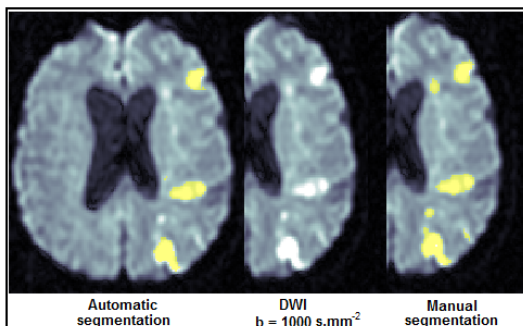 Automatic
segmentation
DWI
b = 1000 s.mm⁻²
Manual
segmentation